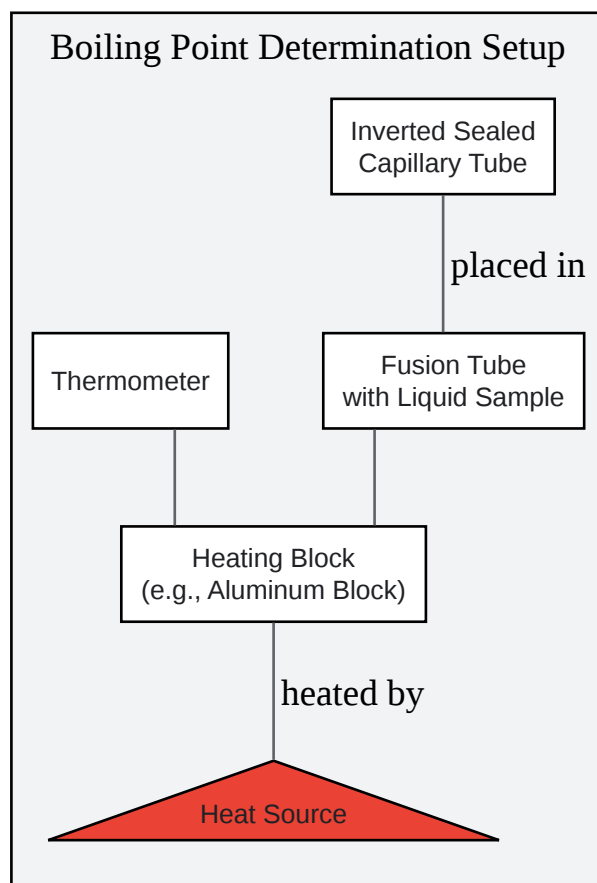 Boiling Point Determination Setup
Inverted Sealed
Capillary Tube
placed in
Thermometer
Fusion Tube
with Liquid Sample
Heating Block
(e.g., Aluminum Block)
heated by
Heat Source